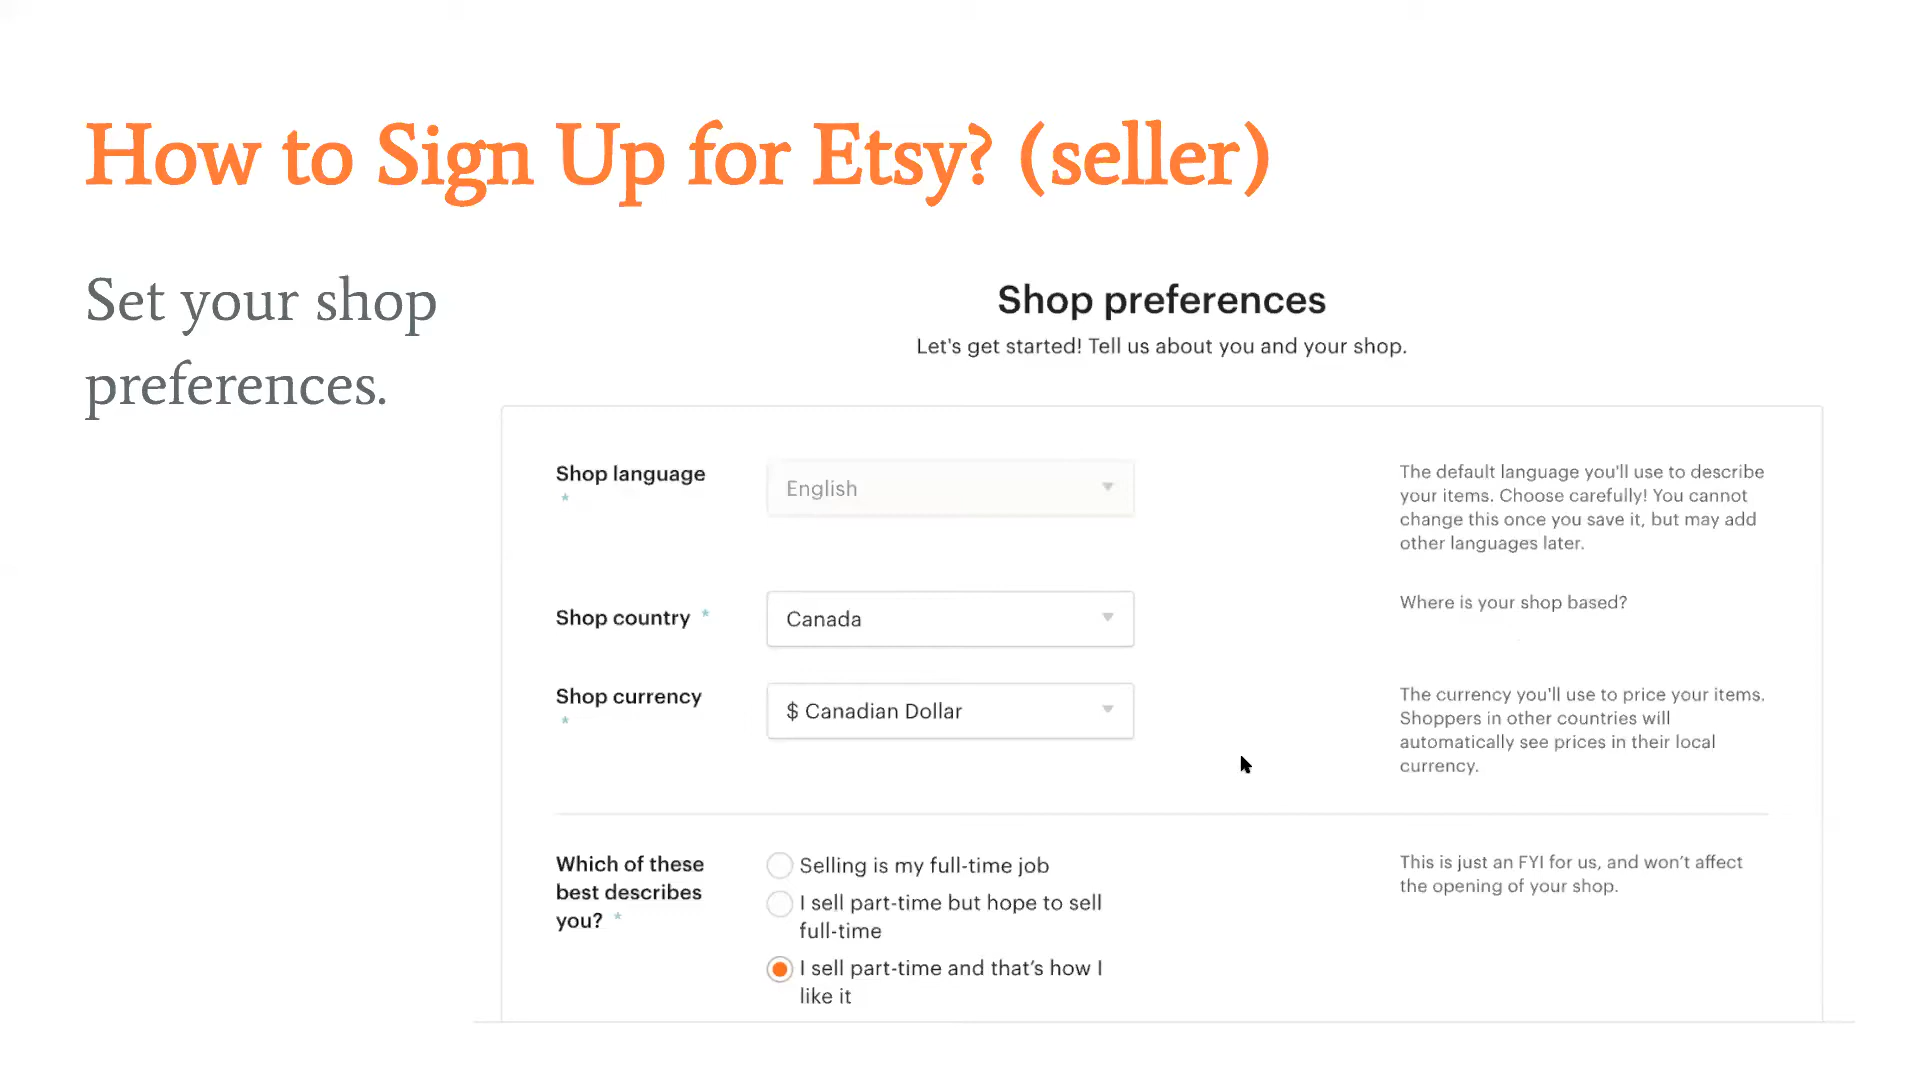 How to Sign Up for Etsy? (seller)
Set your shop
preferences.
Shop preferences
Let's get started! Tell us about you and your shop.
Shop language
*
English
The default language you'll use to describe
your items. Choose carefully! You cannot
change this once you save it, but may add
other languages later.
Shop country *
Canada
Where is your shop based?
Shop currency
*
$ Canadian Dollar
The currency you'll use to price your items.
Shoppers in other countries will
automatically see prices in their local
currency.
Which of these
best describes
you? *
Selling is my full-time job
I sell part-time but hope to sell
full-time
I sell part-time and that’s how I
like it
This is just an FYI for us, and won’t affect
the opening of your shop.